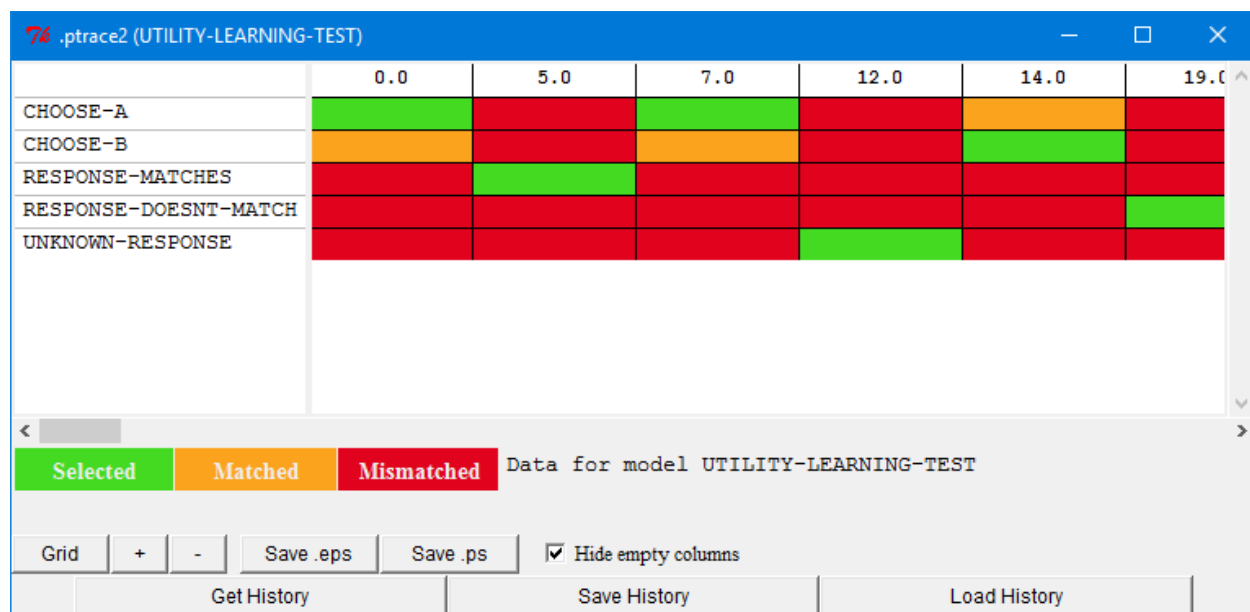 .ptrace2 (UTILITY-LEARNING-TEST)
0.0 5.0 7.0 12.0 14.0 19.0
CHOOSE-A
CHOOSE-B
RESPONSE-MATCHES
RESPONSE-DOESNT-MATCH
UNKNOWN-RESPONSE
Selected Matched Mismatched Data for model UTILITY-LEARNING-TEST
Grid + - Save .eps Save .ps Hide empty columns
Get History Save History Load History